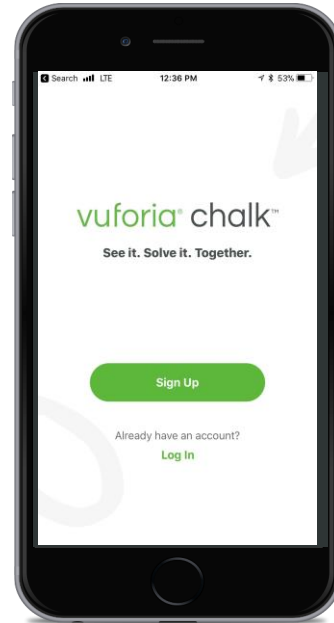 Search LTE 12:36 PM 53%
vuforia® chalk™
See it. Solve it. Together.
Sign Up
Already have an account?
Log In